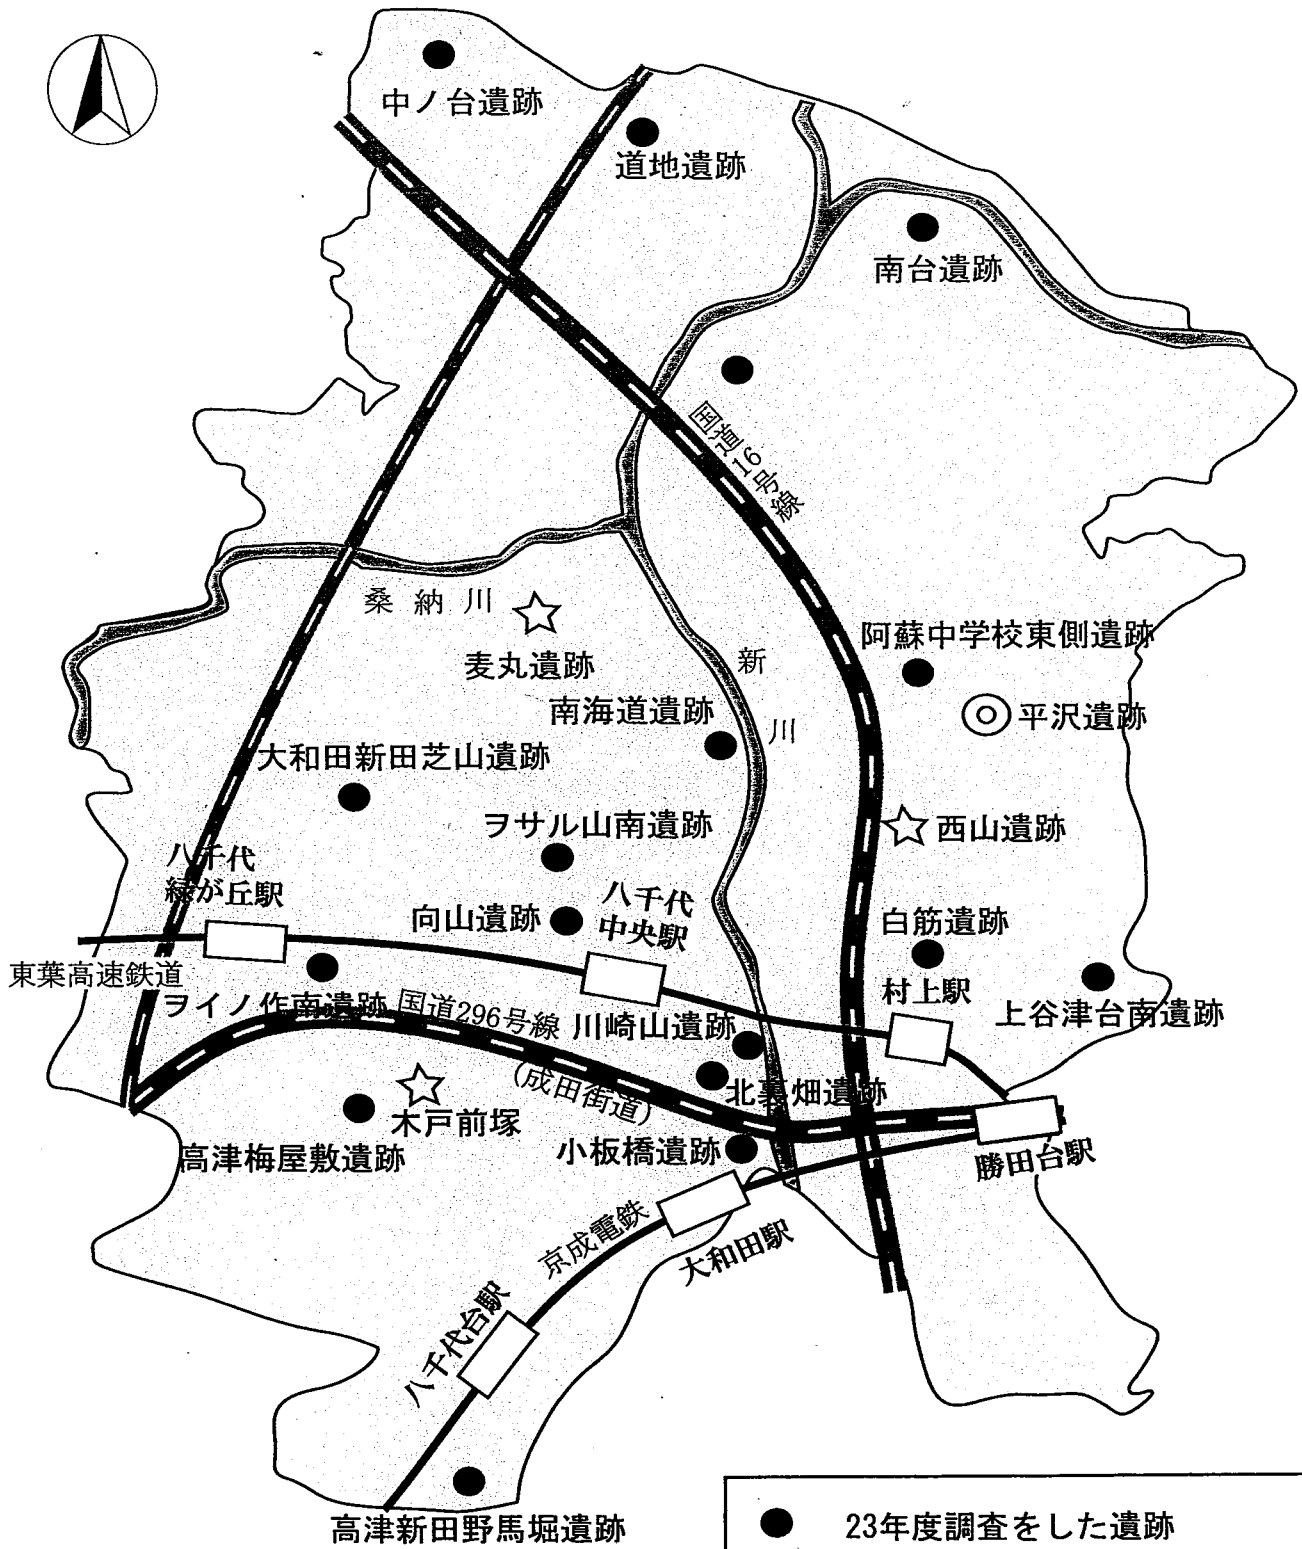 中ノ台遺跡
道地遺跡
南台遺跡
国道16号線
桑納川
麦丸遺跡
新川
阿蘇中学校東側遺跡
南海道遺跡
平沢遺跡
大和田新田芝山遺跡
ヲサル山南遺跡
西山遺跡
八千代
緑が丘駅
向山遺跡
八千代
中央駅
白筋遺跡
東葉高速鉄道
ヲイノ作南遺跡
国道296号線
(成田街道)
川崎山遺跡
村上駅
上谷津台南遺跡
北裏畑遺跡
木戸前塚
高津梅屋敷遺跡
小板橋遺跡
勝田台駅
京成電鉄
大和田駅
八千代台駅
高津新田野馬堀遺跡
23年度調査をした遺跡